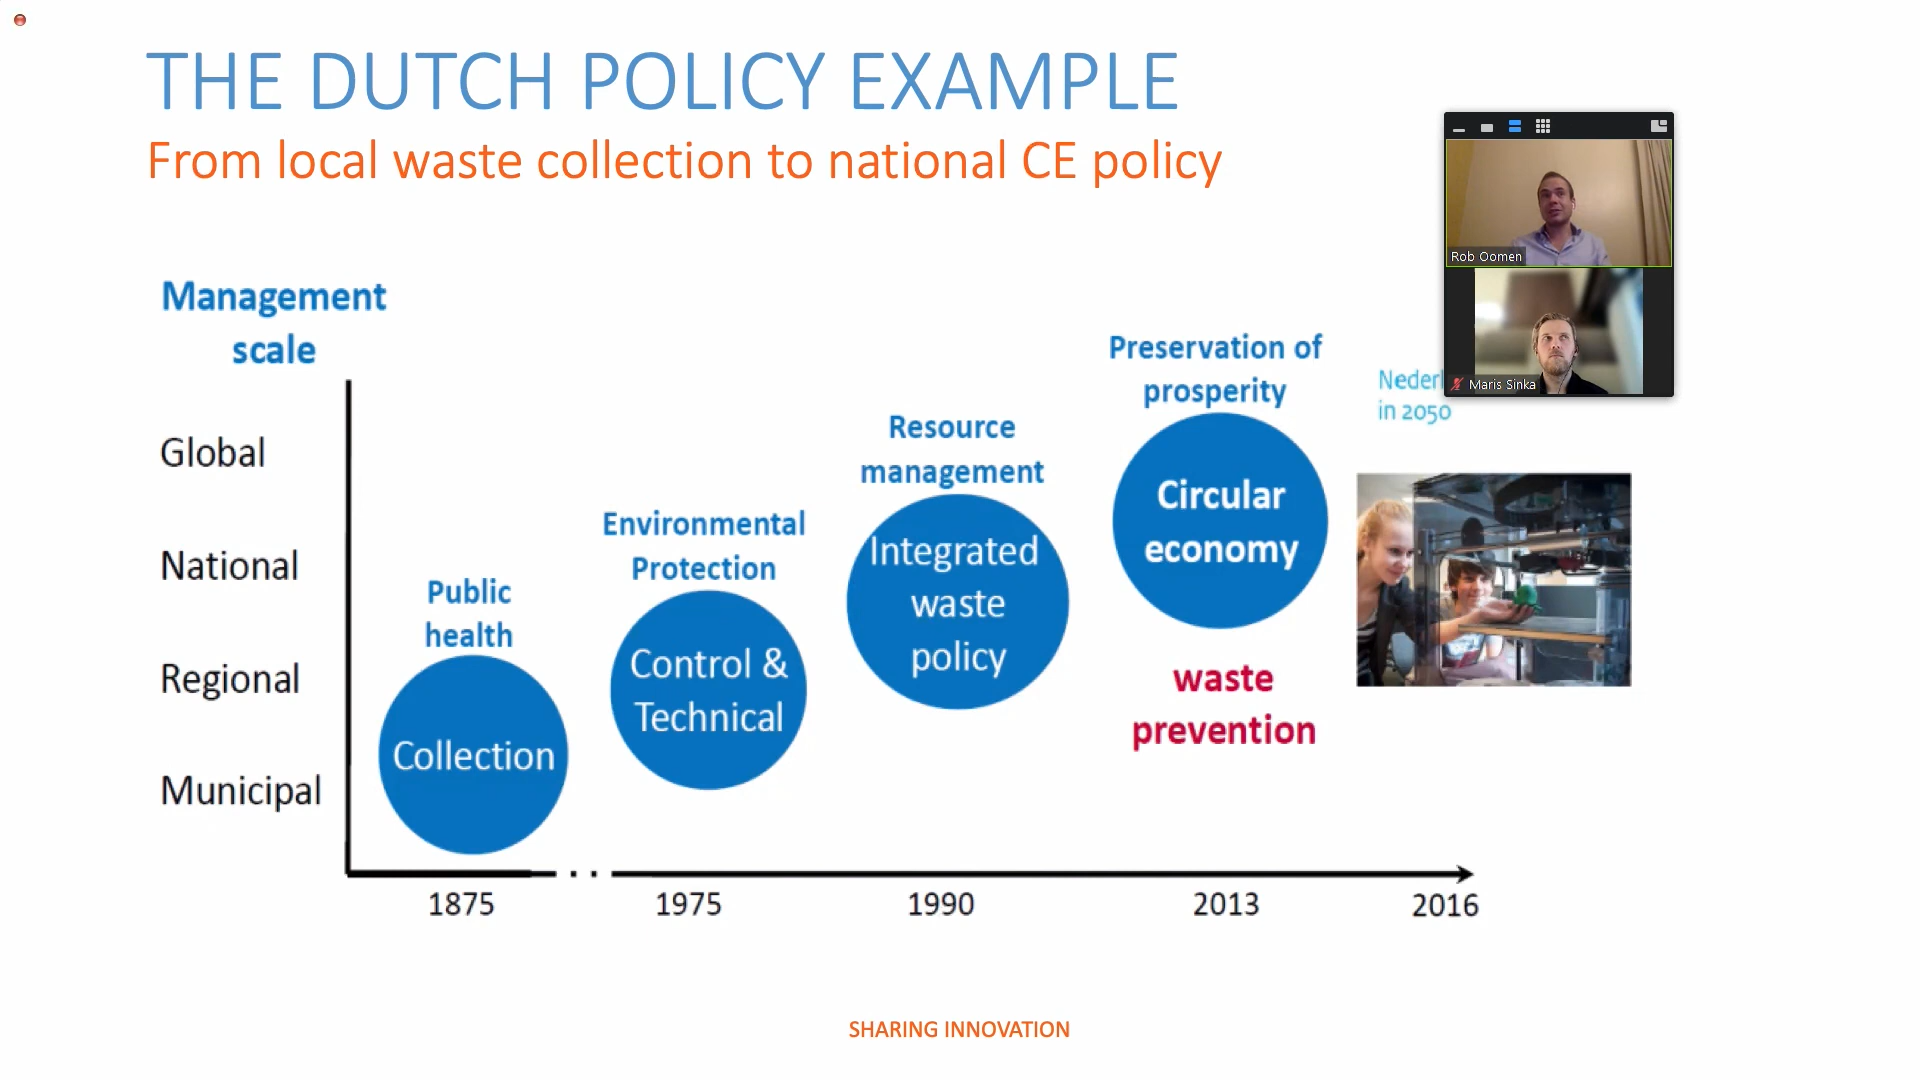 THE DUTCH POLICY EXAMPLE
From local waste collection to national CE policy
Rob Oomen
Maris Sinka
Management
scale
Global
National
Regional
Municipal
Public
health
Collection
Environmental
Protection
Control &
Technical
Resource
management
Integrated
waste
policy
Preservation of
prosperity
Circular
economy
waste
prevention
in 2050
1875
1975
1990
2013
2016
SHARING INNOVATION